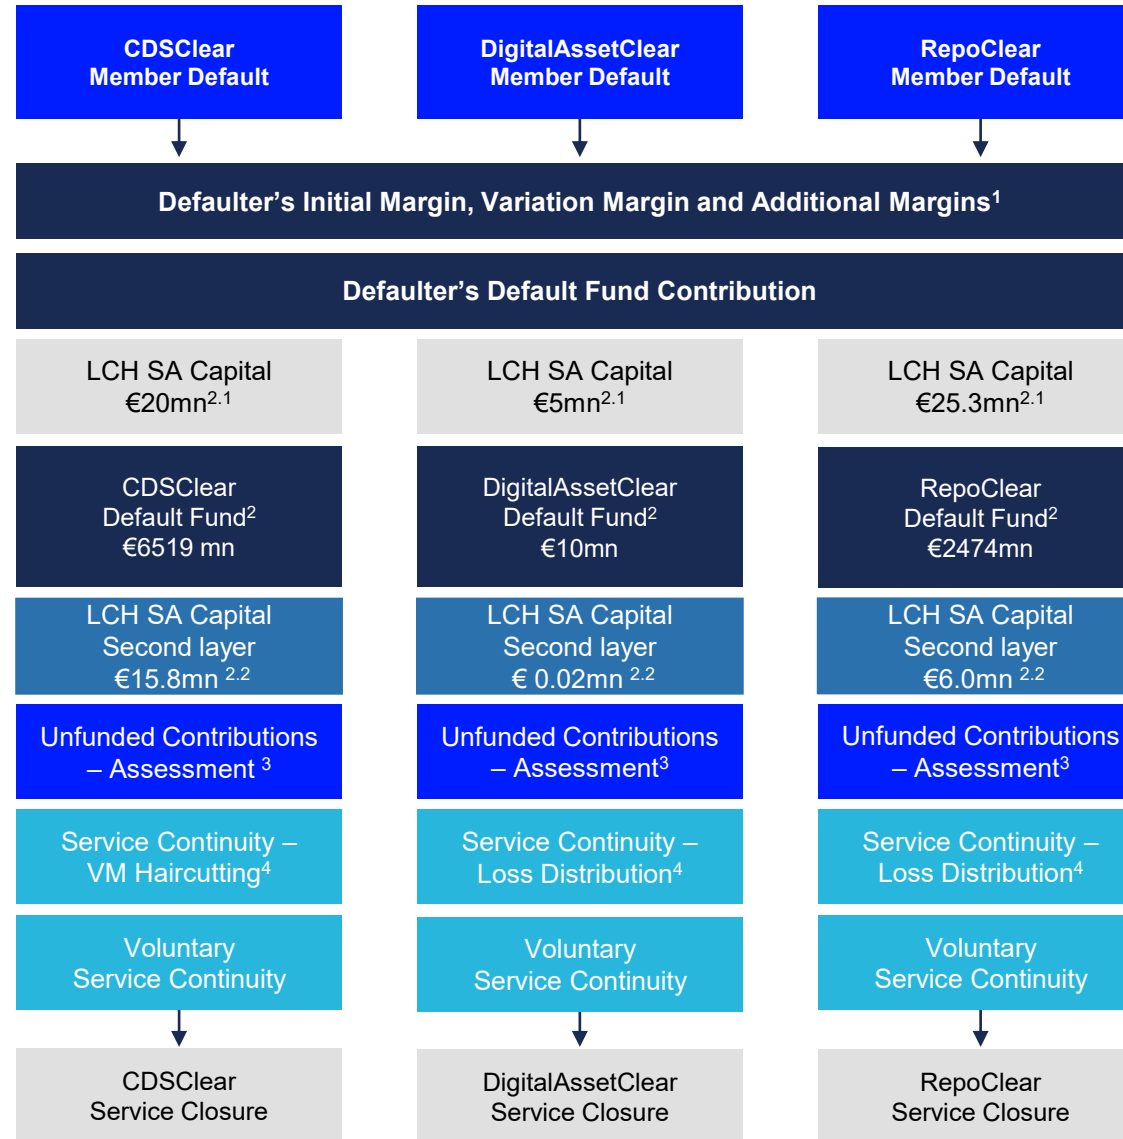 CDSClear
Member Default
DigitalAssetClear
Member Default
RepoClear
Member Default
Defaulter’s Initial Margin, Variation Margin and Additional Margins¹
Defaulter’s Default Fund Contribution
LCH SA Capital
€20mn²·¹
LCH SA Capital
€5mn²·¹
LCH SA Capital
€25.3mn²·¹
CDSClear
Default Fund²
€6519 mn
DigitalAssetClear
Default Fund²
€10mn
RepoClear
Default Fund²
€2474mn
LCH SA Capital
Second layer
€15.8mn ²·²
LCH SA Capital
Second layer
€ 0.02mn ²·²
LCH SA Capital
Second layer
€6.0mn ²·²
Unfunded Contributions
– Assessment ³
Unfunded Contributions
– Assessment³
Unfunded Contributions
– Assessment³
Service Continuity –
VM Haircutting⁴
Service Continuity –
Loss Distribution⁴
Service Continuity –
Loss Distribution⁴
Voluntary
Service Continuity
Voluntary
Service Continuity
Voluntary
Service Continuity
CDSClear
Service Closure
DigitalAssetClear
Service Closure
RepoClear
Service Closure